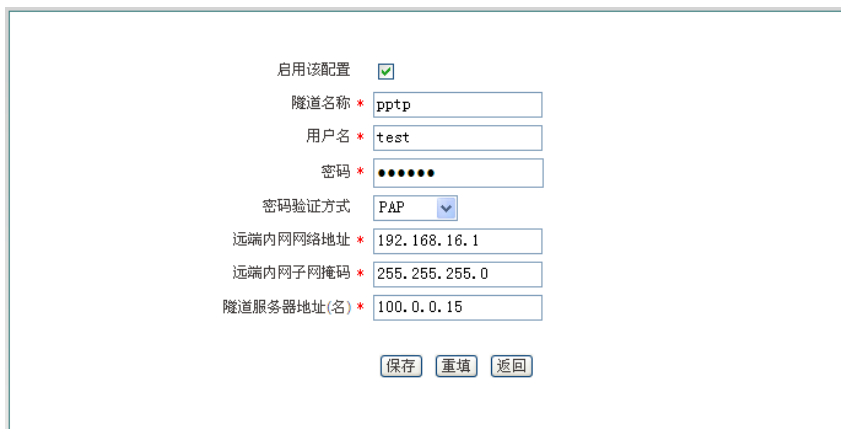 启用该配置
隧道名称 * pptp
用户名 * test
密码 * ●●●●●●
密码验证方式 PAP
远端内网网络地址 * 192.168.16.1
远端内网子网掩码 * 255.255.255.0
隧道服务器地址(名) * 100.0.0.15
保存 重填 返回